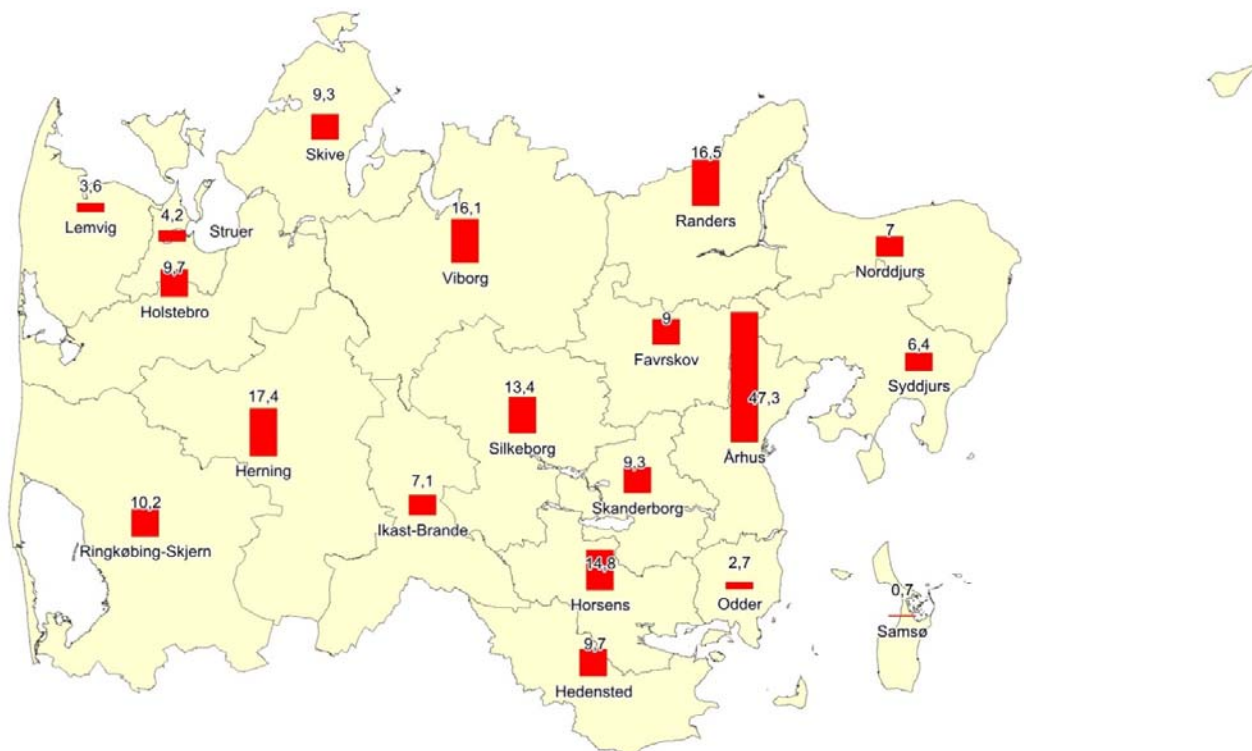 9,3
Skive
16,5
Randers
3,6
Lemvig
4,2
Struer
16,1
Viborg
7
Norddjurs
9,7
Holstebro
9
Favrskov
6,4
Syddjurs
47,3
Århus
17,4
Herning
13,4
Silkeborg
9,3
Skanderborg
7,1
Ikast-Brande
10,2
Ringkøbing-Skjern
14,8
Horsens
2,7
Odder
0,7
Samsø
9,7
Hedensted